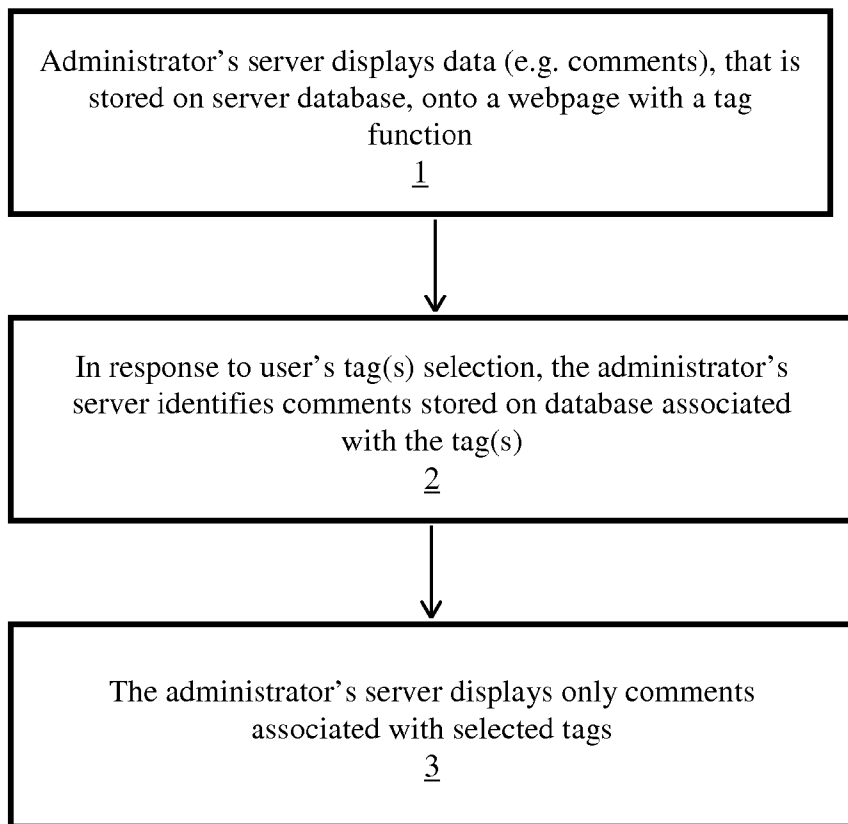 Administrator’s server displays data (e.g. comments), that is
stored on server database, onto a webpage with a tag
function
1
In response to user’s tag(s) selection, the administrator’s
server identifies comments stored on database associated
with the tag(s)
2
The administrator’s server displays only comments
associated with selected tags
3